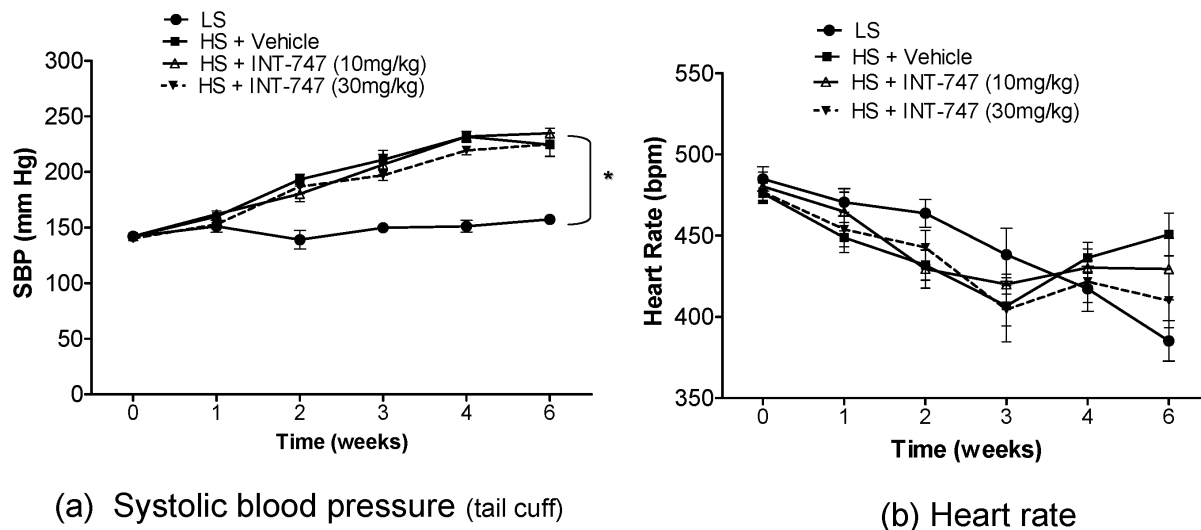 LS
HS + Vehicle
HS + INT-747 (10mg/kg)
HS + INT-747 (30mg/kg)
300
250
200
150
100
50
0
SBP (mm Hg)
*
0 1 2 3 4 6
Time (weeks)
(a) Systolic blood pressure (tail cuff)
LS
HS + Vehicle
HS + INT-747 (10mg/kg)
HS + INT-747 (30mg/kg)
550
500
450
400
350
Heart Rate (bpm)
0 1 2 3 4 6
Time (weeks)
(b) Heart rate